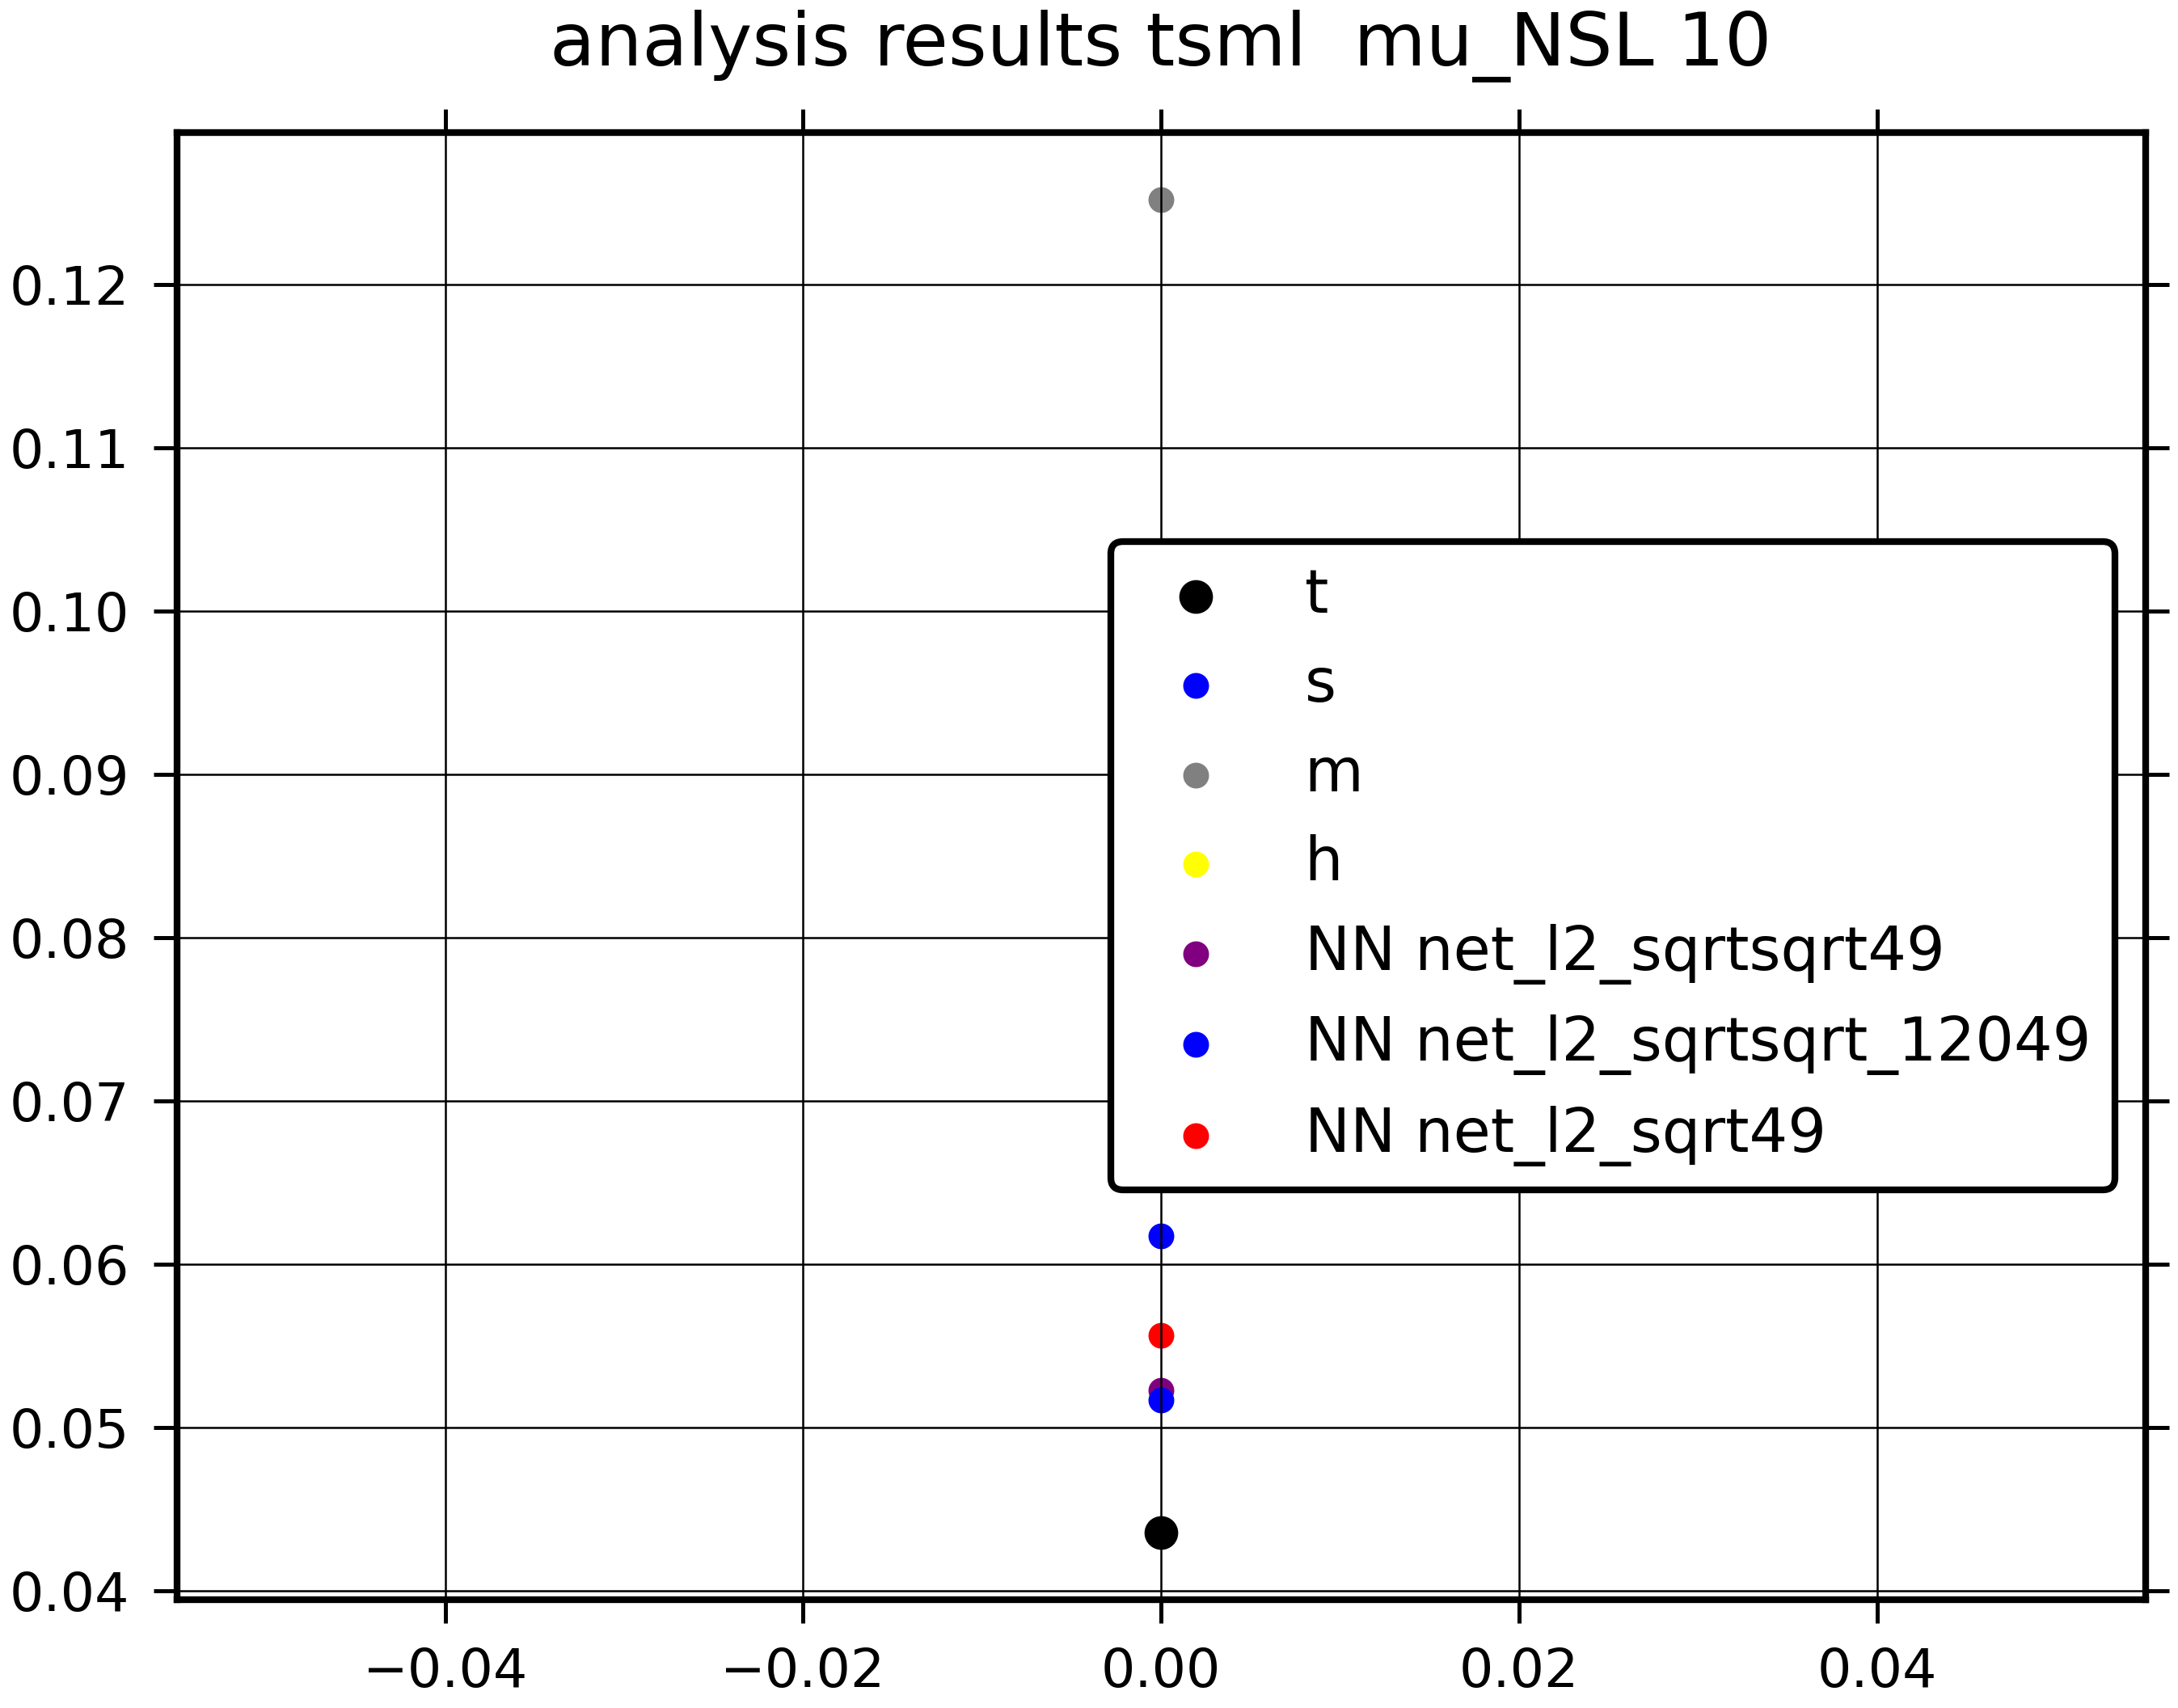 analysis results tsml  mu_NSL 10
0.12
0.11
0.10
0.09
0.08
0.07
0.06
0.05
0.04
t
s
m
h
NN net_l2_sqrtsqrt49
NN net_l2_sqrtsqrt_12049
NN net_l2_sqrt49
−0.04
−0.02
0.00
0.02
0.04